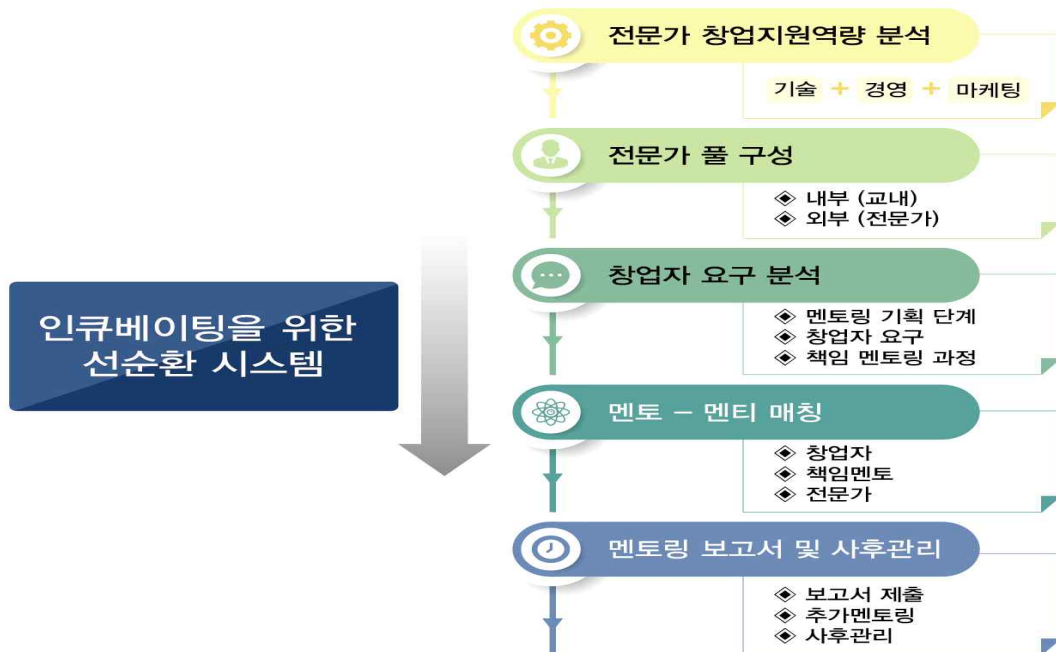 인큐베이팅을 위한
선순환 시스템
전문가 창업지원역량 분석
기술 + 경영 + 마케팅
전문가 풀 구성
◈ 내부 (교내)
◈ 외부 (전문가)
창업자 요구 분석
◈ 멘토링 기획 단계
◈ 창업자 요구
◈ 책임 멘토링 과정
멘토 – 멘티 매칭
◈ 창업자
◈ 책임멘토
◈ 전문가
멘토링 보고서 및 사후관리
◈ 보고서 제출
◈ 추가멘토링
◈ 사후관리